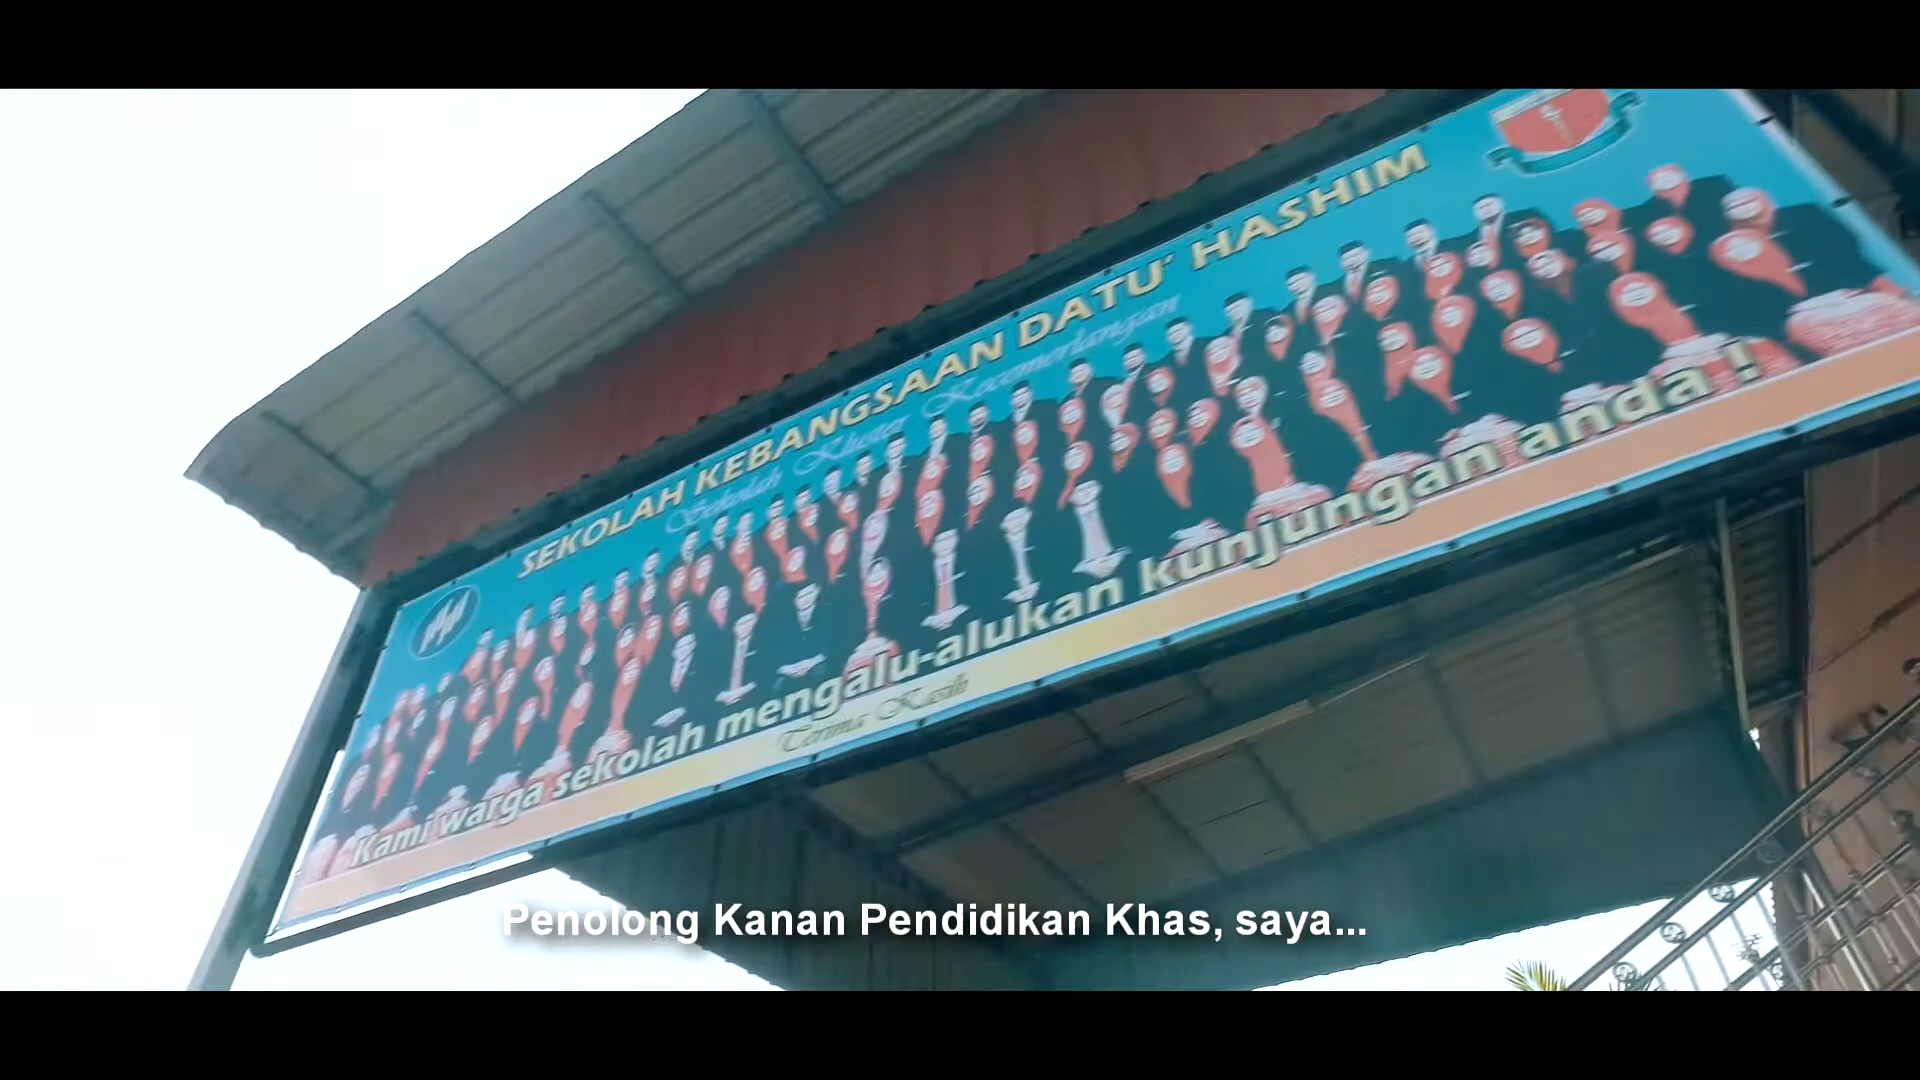 SEKOLAH KEBANGSAAN DATU' HASHIM
Sekolah Kluster Kecemerlangan
Kami warga sekolah mengalu-alukan kunjungan anda !
Terima Kasih
Penolong Kanan Pendidikan Khas, saya...